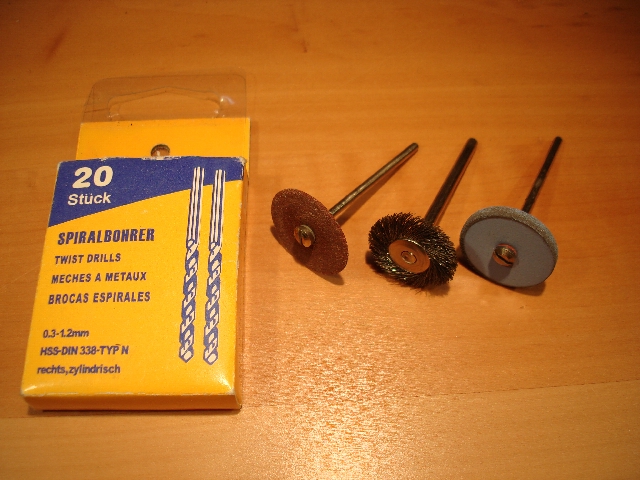 20
Stück
SPIRALBOHRER
TWIST DRILLS
MECHES A METAUX
BROCAS ESPIRALES
0.3-1.2mm
HSS-DIN 338-TYP N
rechts,zylindrisch